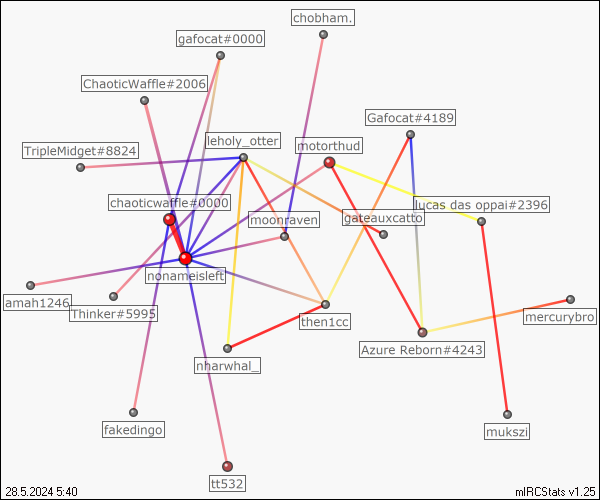 chobham.
gafocat#0000
ChaoticWaffle#2006
Gafocat#4189
leholy_otter
motorthud
TripleMidget#8824
chaoticwaffle#0000
lucas das oppai#2396
moonraven
gateauxcatto
nonameisleft
amah1246
Thinker#5995
then1cc
mercurybro
Azure Reborn#4243
nharwhal_
fakedingo
mukszi
tt532
28.5.2024 5:40
mIRCStats v1.25